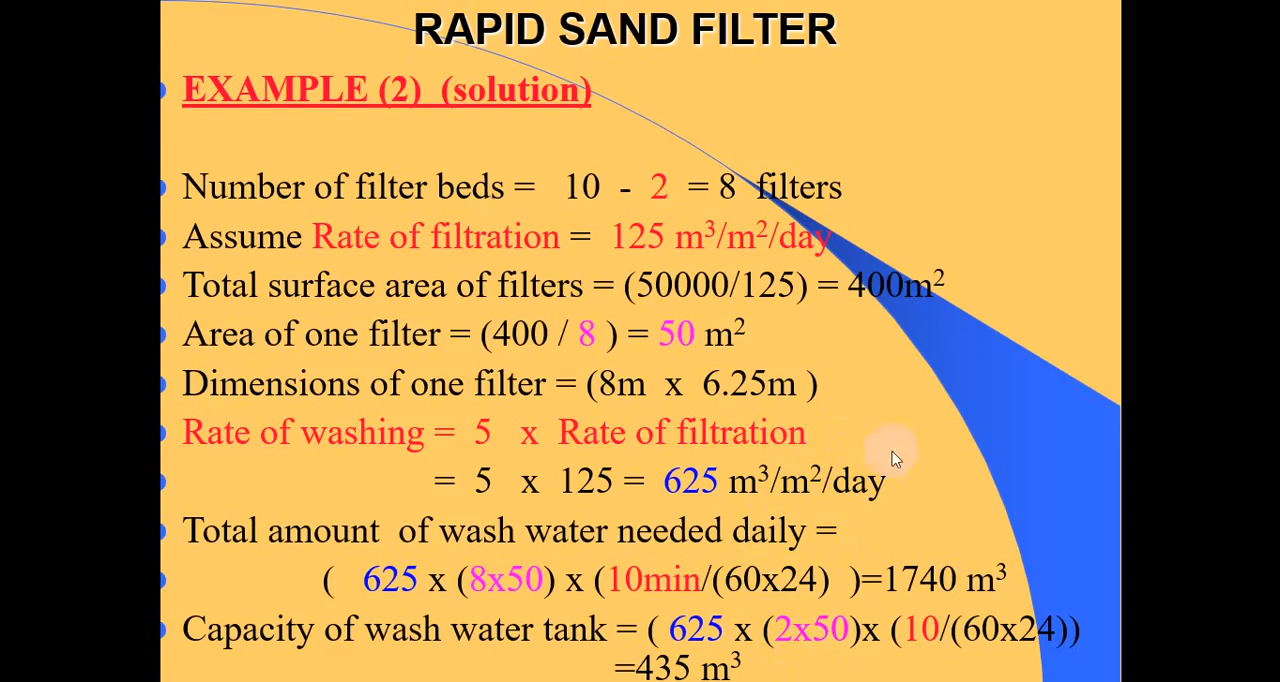 RAPID SAND FILTER
EXAMPLE (2) (solution)
Number of filter beds = 10 - 2 = 8 filters
Assume Rate of filtration = 125 m³/m²/day
Total surface area of filters = (50000/125) = 400m²
Area of one filter = (400 / 8 ) = 50 m²
Dimensions of one filter = (8m x 6.25m )
Rate of washing = 5 x Rate of filtration
= 5 x 125 = 625 m³/m²/day
Total amount of wash water needed daily =
( 625 x (8x50) x (10min/(60x24) )=1740 m³
Capacity of wash water tank = ( 625 x (2x50)x (10/(60x24))
=435 m³